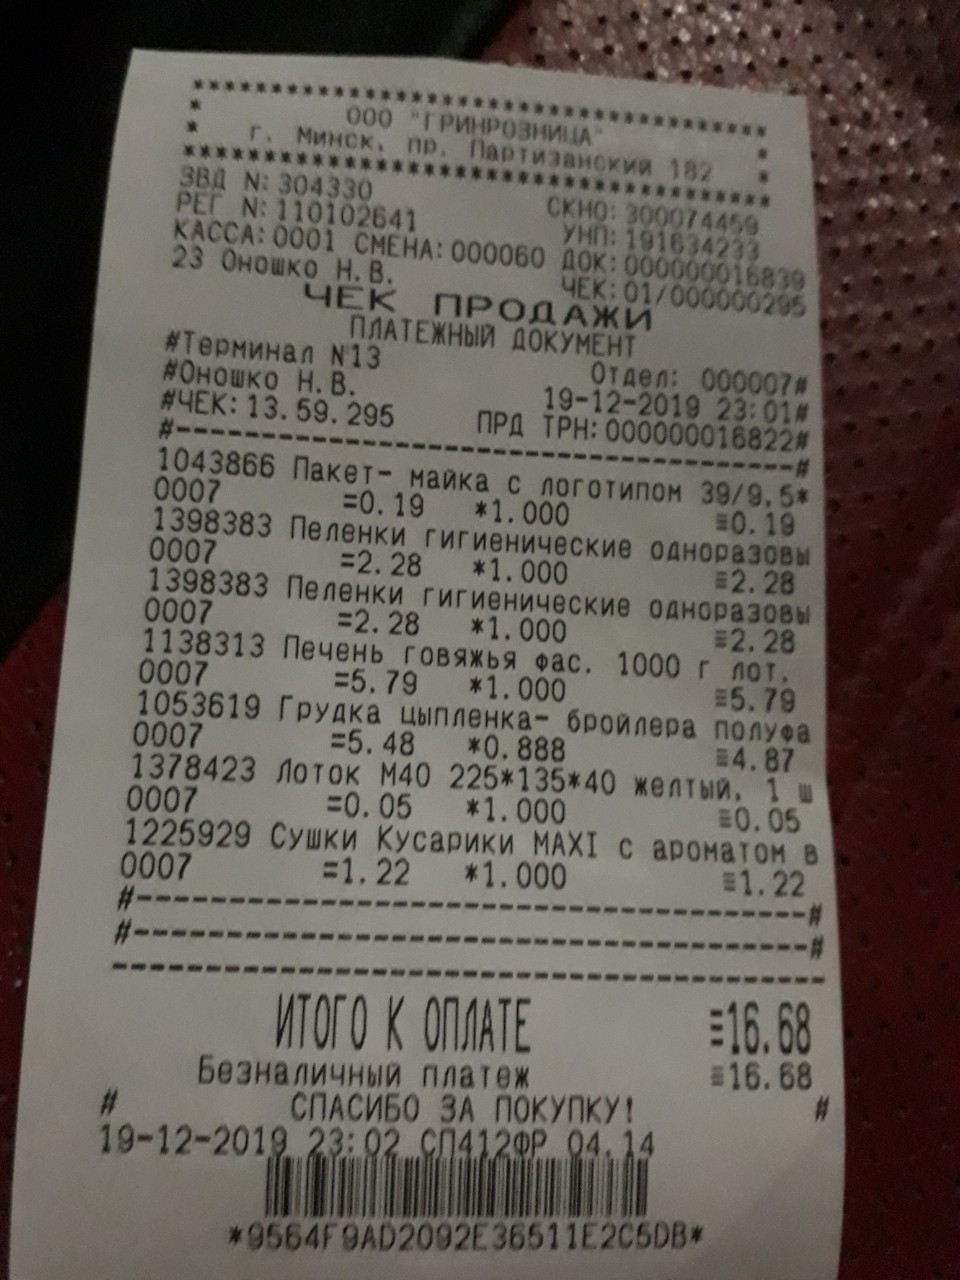 **********************************
* ООО "ГРИНРОЗНИЦА" *
* г. Минск, пр. Партизанский 182 *
**********************************
ЗВД N: 304330 СКНО: 300074459
РЕГ N: 110102641 УНП: 191634233
КАССА: 0001 СМЕНА: 000060 ДОК: 000000016839
23 Оношко Н.В. ЧЕК: 01/000000295
ЧЕК ПРОДАЖИ
ПЛАТЕЖНЫЙ ДОКУМЕНТ
#Терминал N13 Отдел: 000007#
#Оношко Н.В. 19-12-2019 23:01#
#ЧЕК: 13.59.295 ПРД ТРН: 000000016822#
#--------------------------------------#
1043866 Пакет- майка с логотипом 39/9,5*
0007 =0.19 *1.000 ≡0.19
1398383 Пеленки гигиенические одноразовы
0007 =2.28 *1.000 ≡2.28
1398383 Пеленки гигиенические одноразовы
0007 =2.28 *1.000 ≡2.28
1138313 Печень говяжья фас. 1000 г лот.
0007 =5.79 *1.000 ≡5.79
1053619 Грудка цыпленка- бройлера полуфа
0007 =5.48 *0.888 ≡4.87
1378423 Лоток М40 225*135*40 желтый, 1 ш
0007 =0.05 *1.000 ≡0.05
1225929 Сушки Кусарики MAXI с ароматом в
0007 =1.22 *1.000 ≡1.22
#--------------------------------------#
#--------------------------------------#
----------------------------------------
ИТОГО К ОПЛАТЕ ≡16.68
Безналичный платеж ≡16.68
# СПАСИБО ЗА ПОКУПКУ! #
19-12-2019 23:02 СП412ФР 04.14
*9564F9AD2092E36511E2C5DB*